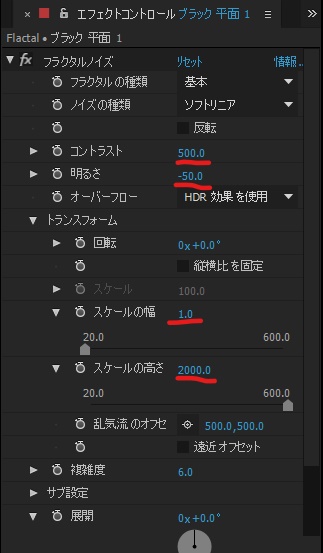 エフェクトコントロール ブラック 平面 1
Flactal • ブラック 平面 1
fx フラクタルノイズ リセット 情報...
フラクタルの種類 基本
ノイズの種類 ソフトリニア
反転
コントラスト 500.0
明るさ -50.0
オーバーフロー HDR 効果を使用
トランスフォーム
回転 0x+0.0°
縦横比を固定
スケール 100.0
スケールの幅 1.0
20.0 600.0
スケールの高さ 2000.0
20.0 600.0
乱気流のオフセ 500.0,500.0
遠近オフセット
複雑度 6.0
サブ設定
展開 0x+0.0°